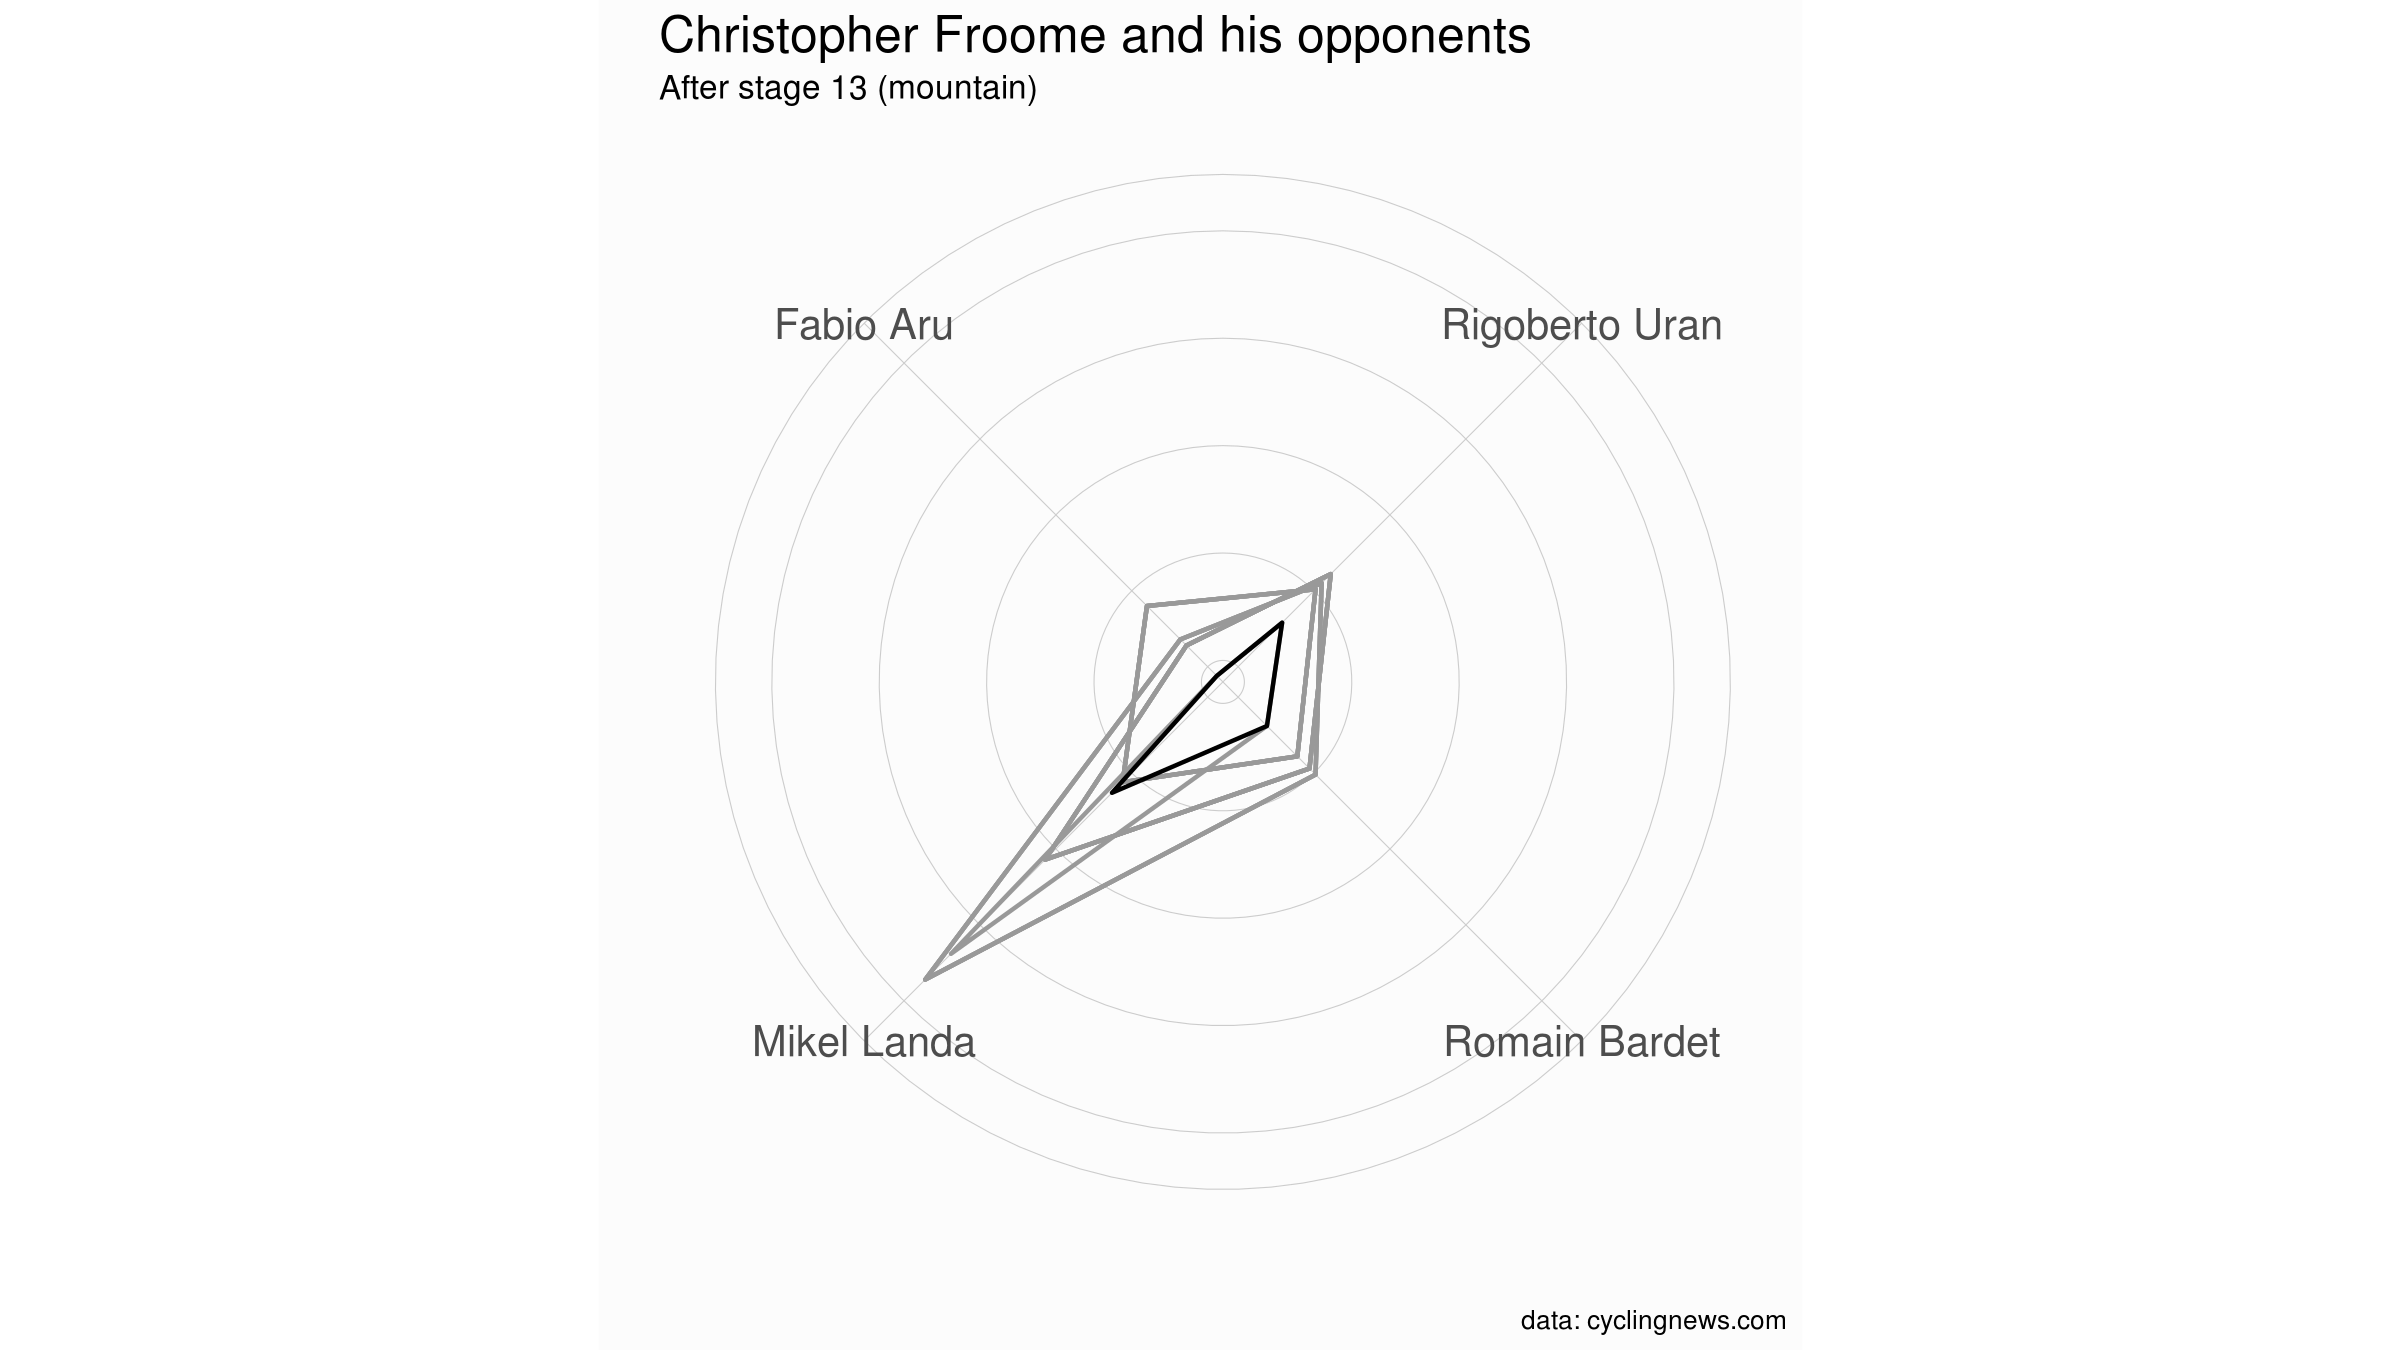 Christopher Froome and his opponents
After stage 13 (mountain)
Fabio Aru
Rigoberto Uran
Mikel Landa
Romain Bardet
data: cyclingnews.com